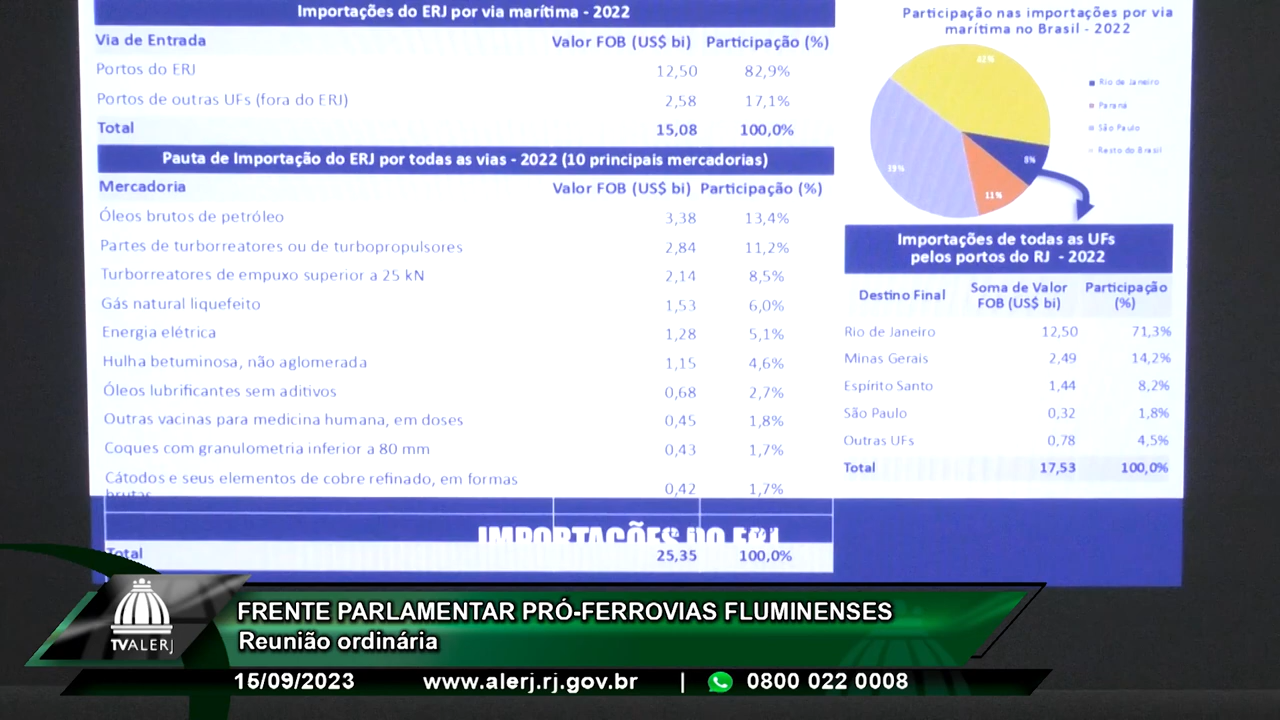 Importações do ERJ por via marítima - 2022
Via de Entrada Valor FOB (US$ bi) Participação (%)
Portos do ERJ 12,50 82,9%
Portos de outras UFs (fora do ERJ) 2,58 17,1%
Total 15,08 100,0%
Pauta de Importação do ERJ por todas as vias - 2022 (10 principais mercadorias)
Mercadoria Valor FOB (US$ bi) Participação (%)
Óleos brutos de petróleo 3,38 13,4%
Partes de turborreatores ou de turbopropulsores 2,84 11,2%
Turborreatores de empuxo superior a 25 kN 2,14 8,5%
Gás natural liquefeito 1,53 6,0%
Energia elétrica 1,28 5,1%
Hulha betuminosa, não aglomerada 1,15 4,6%
Óleos lubrificantes sem aditivos 0,68 2,7%
Outras vacinas para medicina humana, em doses 0,45 1,8%
Coques com granulometria inferior a 80 mm 0,43 1,7%
Cátodos e seus elementos de cobre refinado, em formas
brutas 0,42 1,7%
IMPORTAÇÕES DO ERJ
Total 25,35 100,0%
Participação nas importações por via
marítima no Brasil - 2022
42%
8%
11%
39%
Rio de Janeiro
Paraná
São Paulo
Resto do Brasil
Importações de todas as UFs
pelos portos do RJ - 2022
Destino Final Soma de Valor Participação
FOB (US$ bi) (%)
Rio de Janeiro 12,50 71,3%
Minas Gerais 2,49 14,2%
Espírito Santo 1,44 8,2%
São Paulo 0,32 1,8%
Outras UFs 0,78 4,5%
Total 17,53 100,0%
TVALERJ
FRENTE PARLAMENTAR PRÓ-FERROVIAS FLUMINENSES
Reunião ordinária
15/09/2023 www.alerj.rj.gov.br | 0800 022 0008